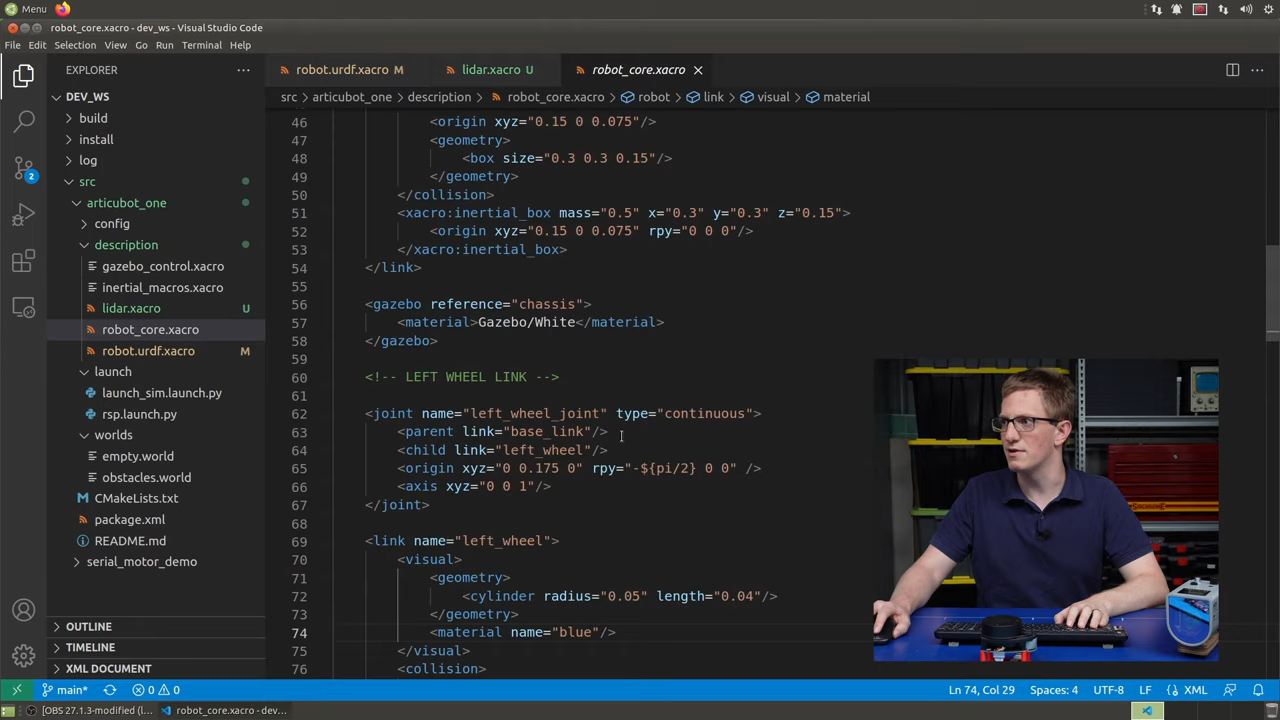 Menu
robot_core.xacro - dev_ws - Visual Studio Code
File Edit Selection View Go Run Terminal Help
EXPLORER
robot.urdf.xacro M
lidar.xacro U
robot_core.xacro
DEV_WS
src > articubot_one > description > robot_core.xacro > robot > link > visual > material
build
install
log
src
articubot_one
config
description
gazebo_control.xacro
inertial_macros.xacro
lidar.xacro U
robot_core.xacro
robot.urdf.xacro M
launch
launch_sim.launch.py
rsp.launch.py
worlds
empty.world
obstacles.world
CMakeLists.txt
package.xml
README.md
serial_motor_demo
OUTLINE
TIMELINE
XML DOCUMENT
2
46 <origin xyz="0.15 0 0.075"/>
47 <geometry>
48 <box size="0.3 0.3 0.15"/>
49 </geometry>
50 </collision>
51 <xacro:inertial_box mass="0.5" x="0.3" y="0.3" z="0.15">
52 <origin xyz="0.15 0 0.075" rpy="0 0 0"/>
53 </xacro:inertial_box>
54 </link>
55
56 <gazebo reference="chassis">
57 <material>Gazebo/White</material>
58 </gazebo>
59
60 <!-- LEFT WHEEL LINK -->
61
62 <joint name="left_wheel_joint" type="continuous">
63 <parent link="base_link"/>
64 <child link="left_wheel"/>
65 <origin xyz="0 0.175 0" rpy="-${pi/2} 0 0" />
66 <axis xyz="0 0 1"/>
67 </joint>
68
69 <link name="left_wheel">
70 <visual>
71 <geometry>
72 <cylinder radius="0.05" length="0.04"/>
73 </geometry>
74 <material name="blue"/>
75 </visual>
76 <collision>
main* 0 0 Ln 74, Col 29 Spaces: 4 UTF-8 LF XML
[OBS 27.1.3-modified (l... robot_core.xacro - dev...